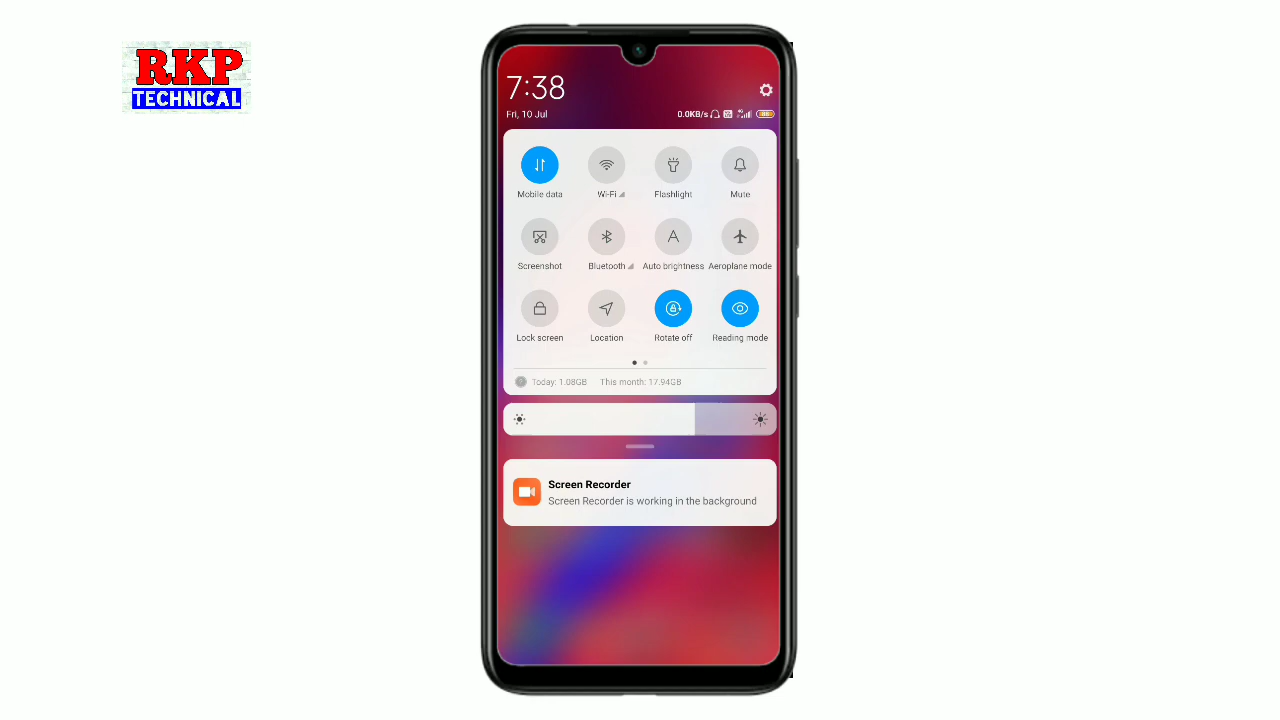 RKP
TECHNICAL
7:38
Fri, 10 Jul
0.0KB/s
Mobile data
Wi-Fi
Flashlight
Mute
Screenshot
Bluetooth
Auto brightness
Aeroplane mode
Lock screen
Location
Rotate off
Reading mode
Today: 1.08GB This month: 17.94GB
Screen Recorder
Screen Recorder is working in the background